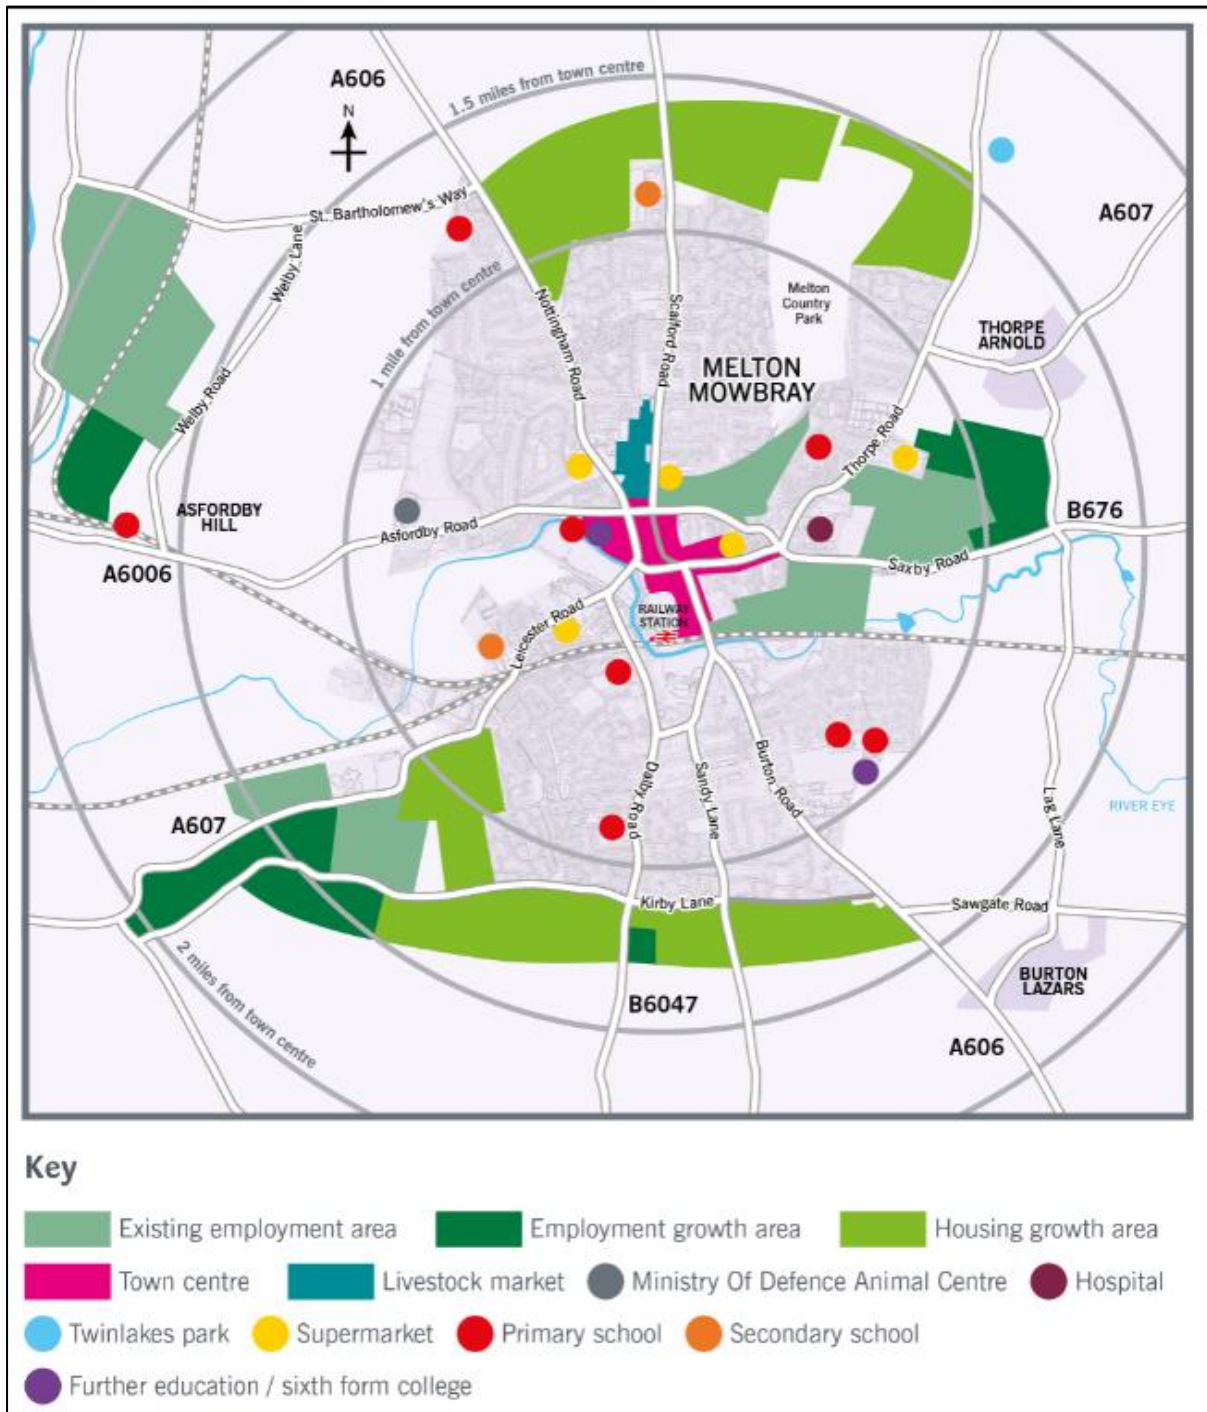 A606
1.5 miles from town centre
N
St. Bartholomew's Way
A607
Welby Lane
1 mile from town centre
Nottingham Road
Scalford Road
Melton
Country
Park
THORPE
ARNOLD
MELTON
MOWBRAY
Welby Road
Thorpe Road
ASFORDBY
HILL
B676
Asfordby Road
A6006
Saxby Road
Leicester Road
RAILWAY
STATION
Dalby Road
Sandy Lane
Burton Road
Lag Lane
RIVER EYE
A607
Kirby Lane
Sawgate Road
2 miles from town centre
BURTON
LAZARS
B6047
A606
Key
Existing employment area
Employment growth area
Housing growth area
Town centre
Livestock market
Ministry Of Defence Animal Centre
Hospital
Twinlakes park
Supermarket
Primary school
Secondary school
Further education / sixth form college